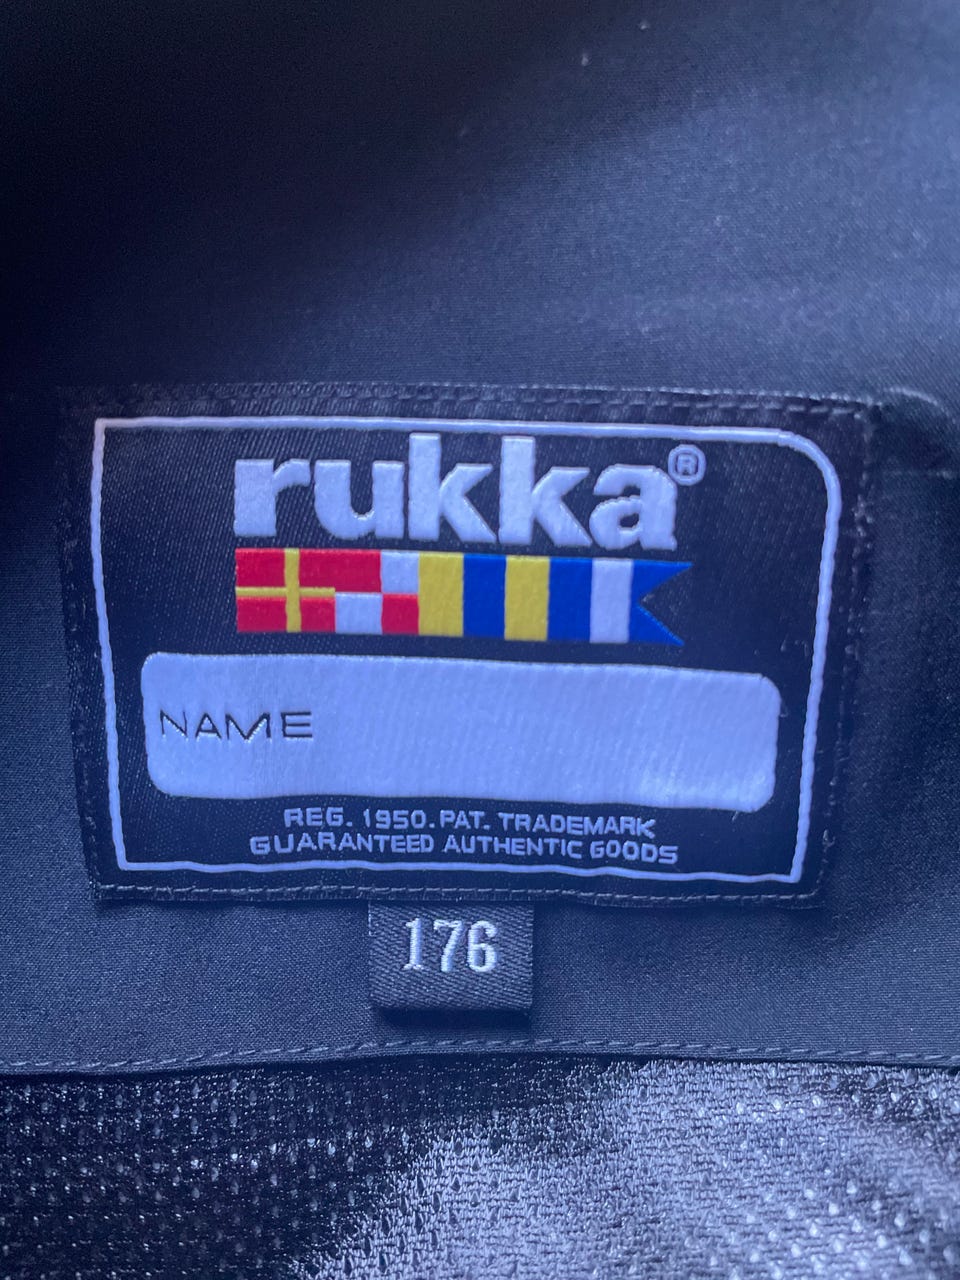 rukka®
NAME
REG. 1950. PAT. TRADEMARK
GUARANTEED AUTHENTIC GOODS
176